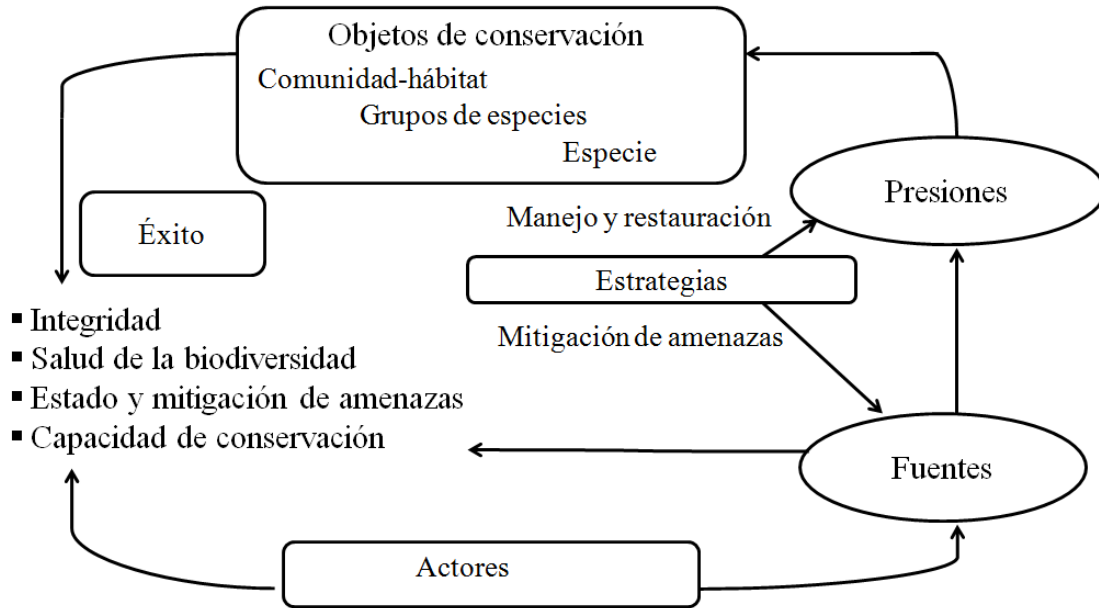 Objetos de conservación
Comunidad-hábitat
Grupos de especies
Especie
Presiones
Éxito
Manejo y restauración
Estrategias
Mitigación de amenazas
▪ Integridad
▪ Salud de la biodiversidad
▪ Estado y mitigación de amenazas
▪ Capacidad de conservación
Fuentes
Actores